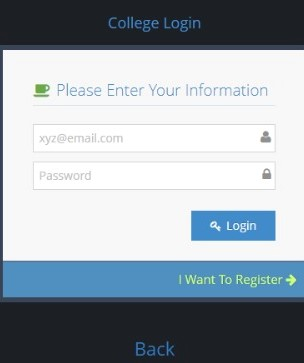 College Login
Please Enter Your Information
xyz@email.com
Password
Login
I Want To Register
Back